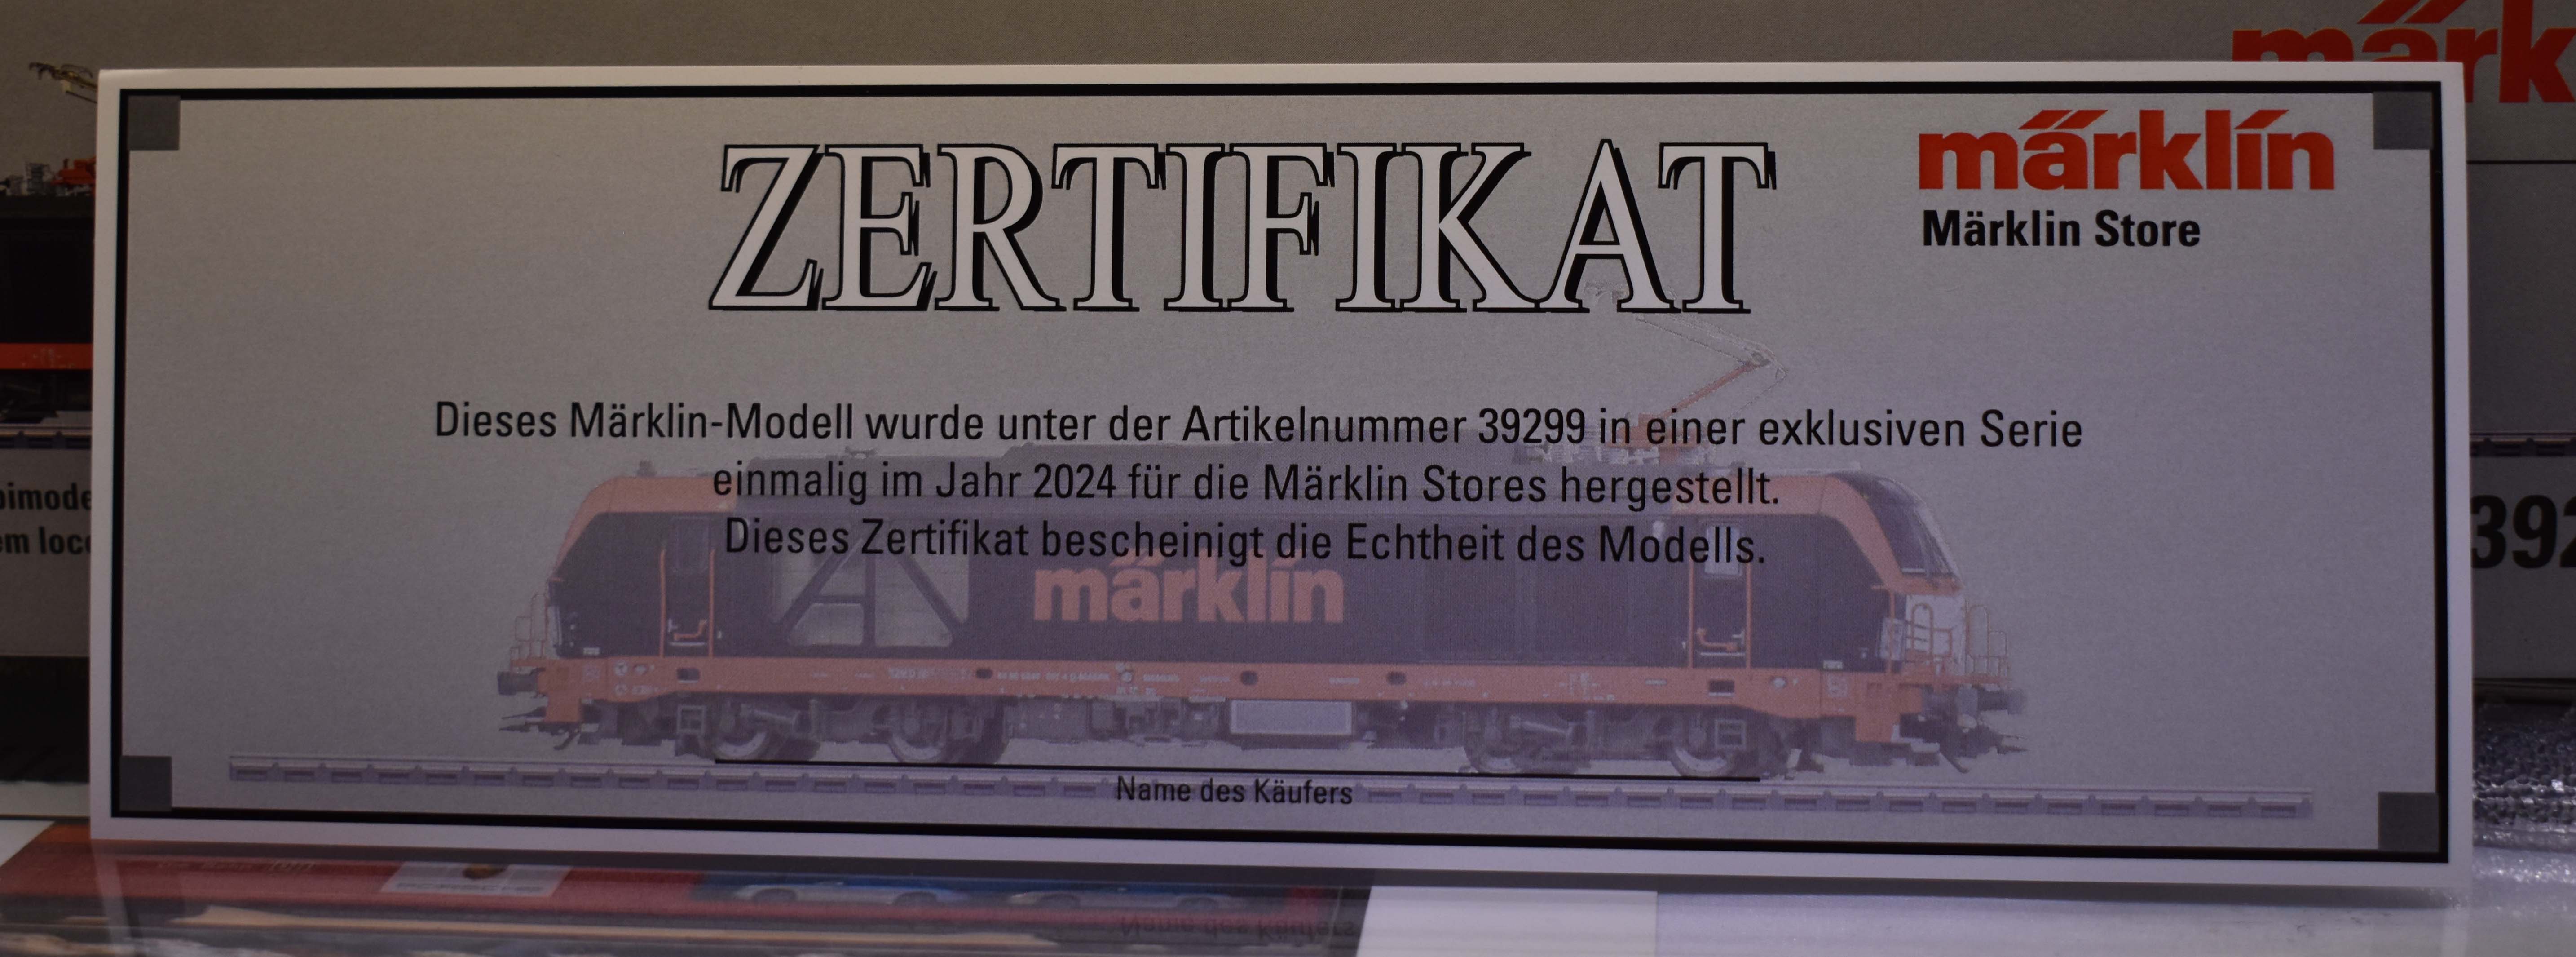 märklin
ZERTIFIKAT
Märklin Store
Dieses Märklin-Modell wurde unter der Artikelnummer 39299 in einer exklusiven Serie
einmalig im Jahr 2024 für die Märklin Stores hergestellt.
Dieses Zertifikat bescheinigt die Echtheit des Modells.
märklin
Name des Käufers